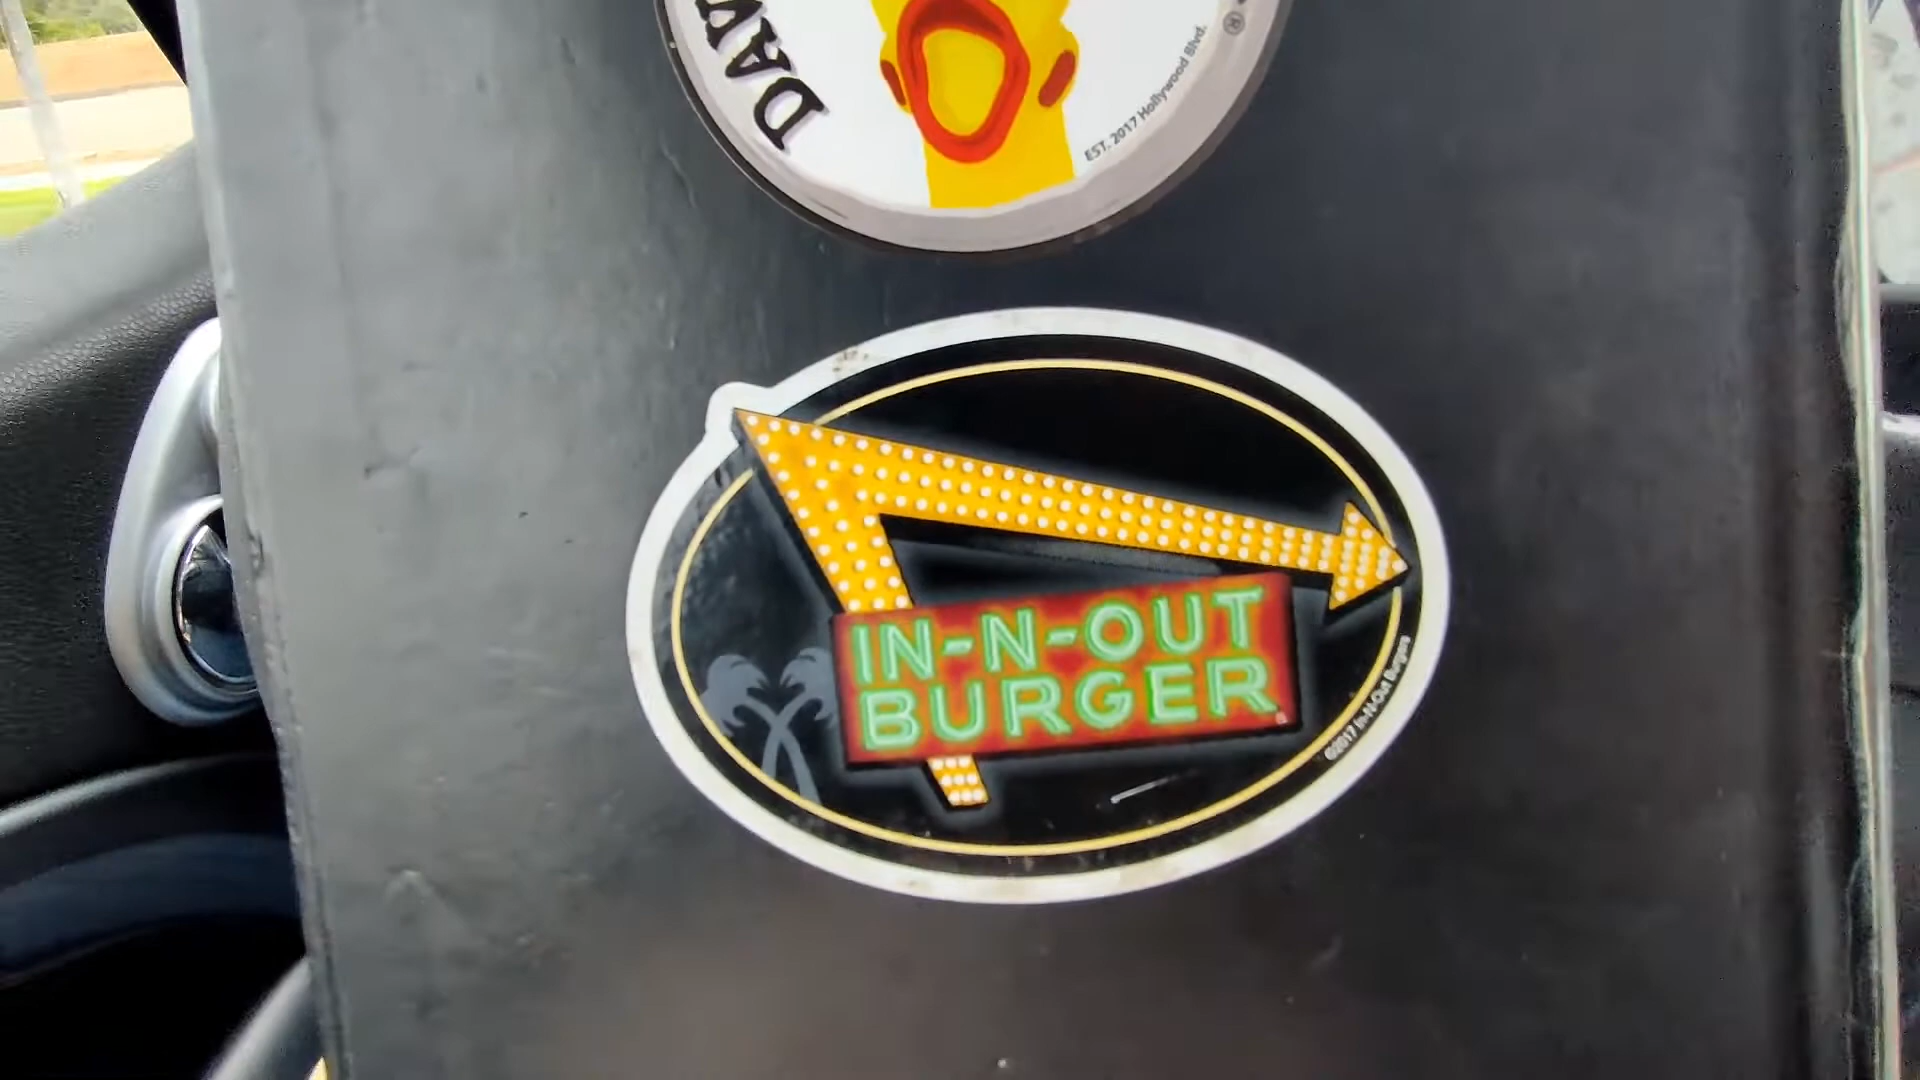 DAV
EST. 2017 Hollywood Blvd.
®
IN-N-OUT
BURGER
©2017 In-N-Out Burgers